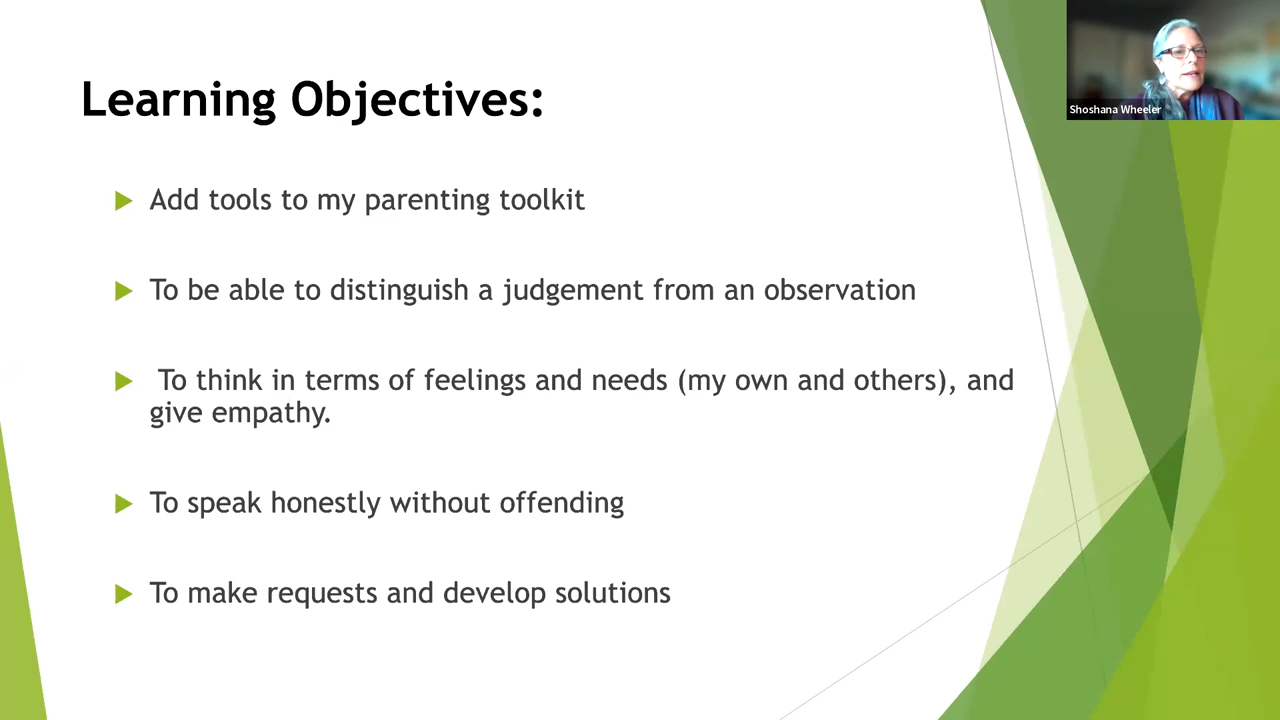 Learning Objectives:
Shoshana Wheeler
Add tools to my parenting toolkit
To be able to distinguish a judgement from an observation
To think in terms of feelings and needs (my own and others), and
give empathy.
To speak honestly without offending
To make requests and develop solutions